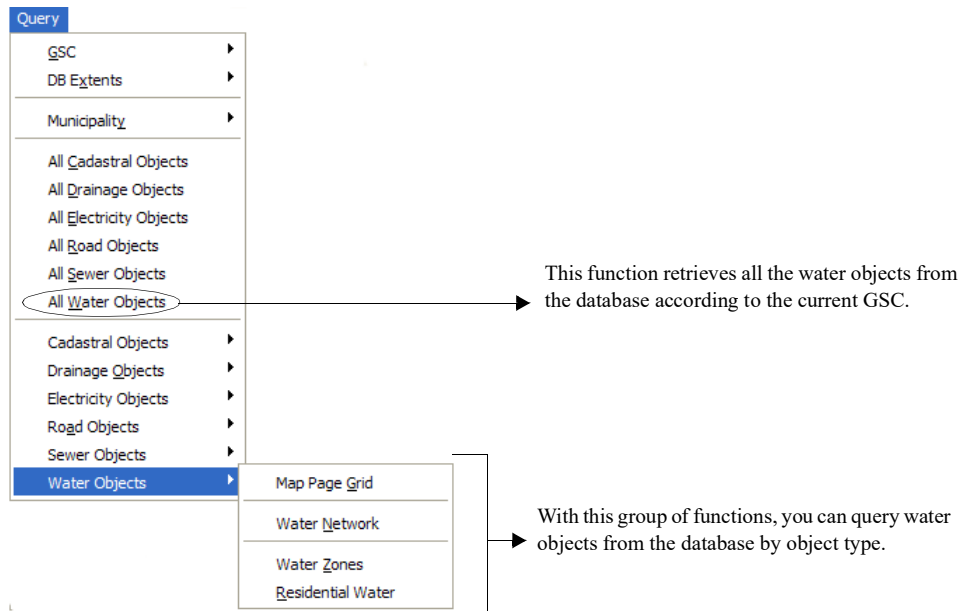 Query
GSC
DB Extents
Municipality
All Cadastral Objects
All Drainage Objects
All Electricity Objects
All Road Objects
All Sewer Objects
All Water Objects
This function retrieves all the water objects from
the database according to the current GSC.
Cadastral Objects
Drainage Objects
Electricity Objects
Road Objects
Sewer Objects
Water Objects
Map Page Grid
Water Network
Water Zones
Residential Water
With this group of functions, you can query water
objects from the database by object type.